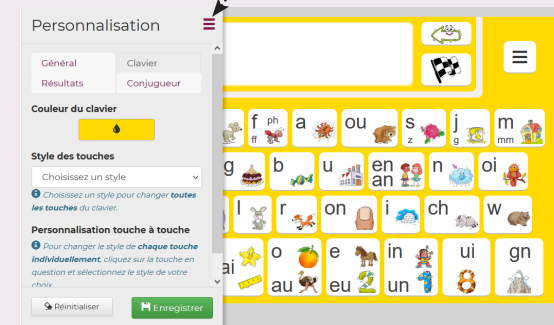 Personnalisation
Général Clavier
Résultats Conjugueur
Couleur du clavier
Style des touches
Choisissez un style
Choisissez un style pour changer toutes
les touches du clavier.
Personnalisation touche à touche
Pour changer le style de chaque touche
individuellement, cliquez sur la touche en
question et sélectionnez le style de votre
choix
Réinitialiser Enregistrer
f ph ff a ou s z j g m mm
g b u en an n oi
l r on i ch w
ai o au e eu 2 in un 1 ui 8 gn